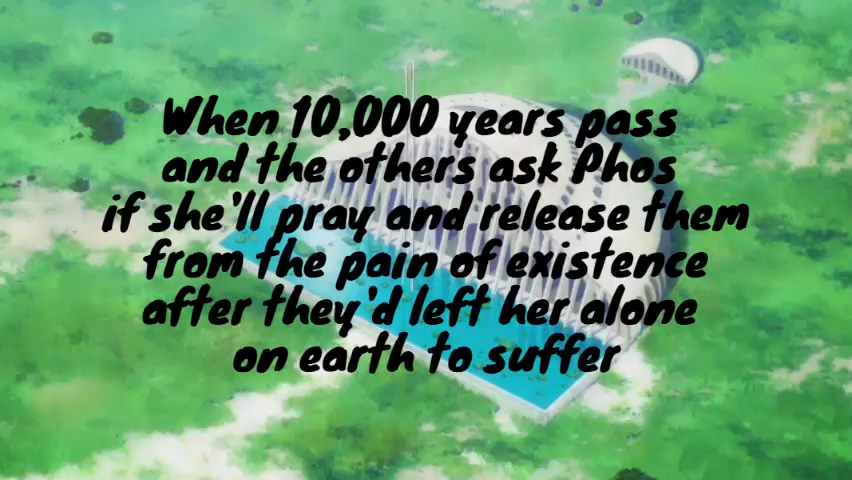 When 10,000 years pass
and the others ask Phos
if she'll pray and release them
from the pain of existence
after they'd left her alone
on earth to suffer